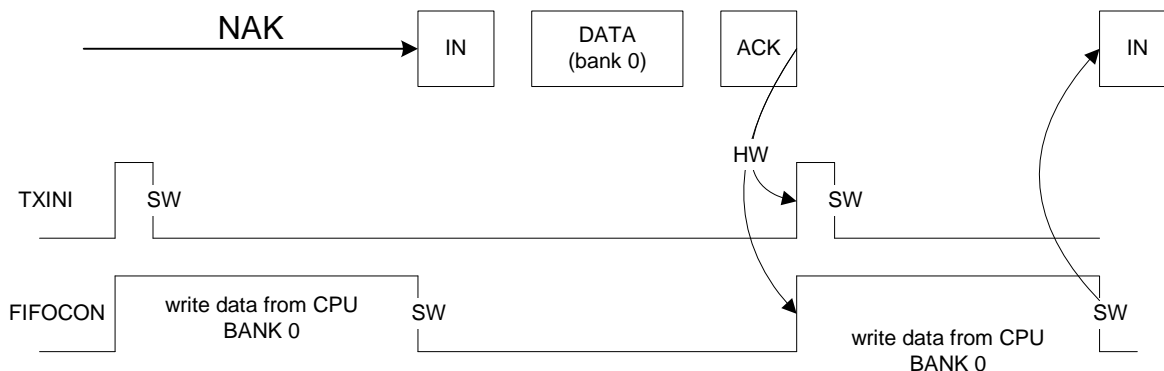 NAK
IN
DATA
(bank 0)
ACK
IN
HW
TXINI
SW
SW
FIFOCON
write data from CPU
BANK 0
SW
write data from CPU
BANK 0
SW